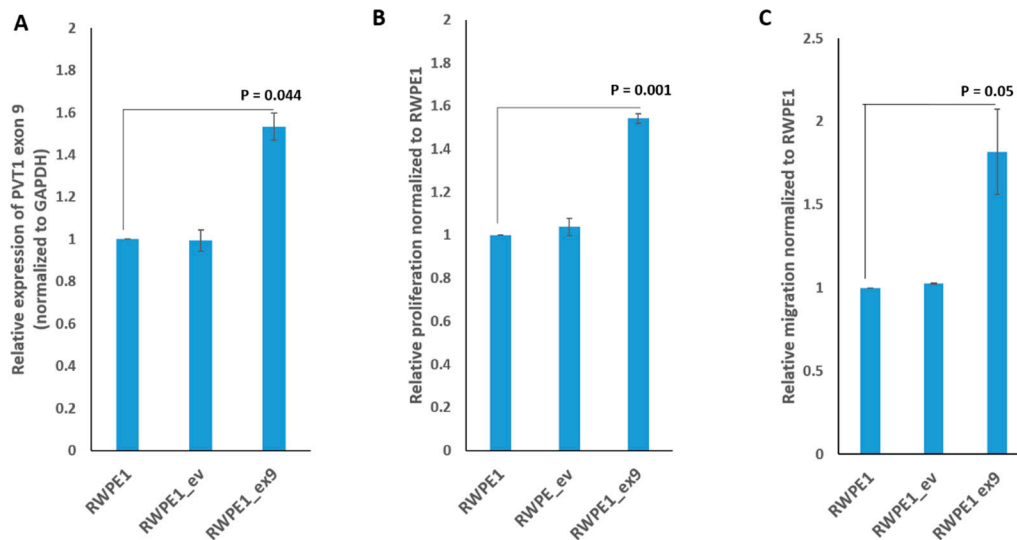 A
Relative expression of PVT1 exon 9
(normalized to GAPDH)
2
1.8
1.6
1.4
1.2
1
0.8
0.6
0.4
0.2
0
P = 0.044
RWPE1
RWPE1_ev
RWPE1_ex9
B
Relative proliferation normalized to RWPE1
2
1.8
1.6
1.4
1.2
1
0.8
0.6
0.4
0.2
0
P = 0.001
RWPE1
RWPE_ev
RWPE1_ex9
C
Relative migration normalized to RWPE1
2.5
2
1.5
1
0.5
0
P = 0.05
RWPE1
RWPE1_ev
RWPE1 ex9